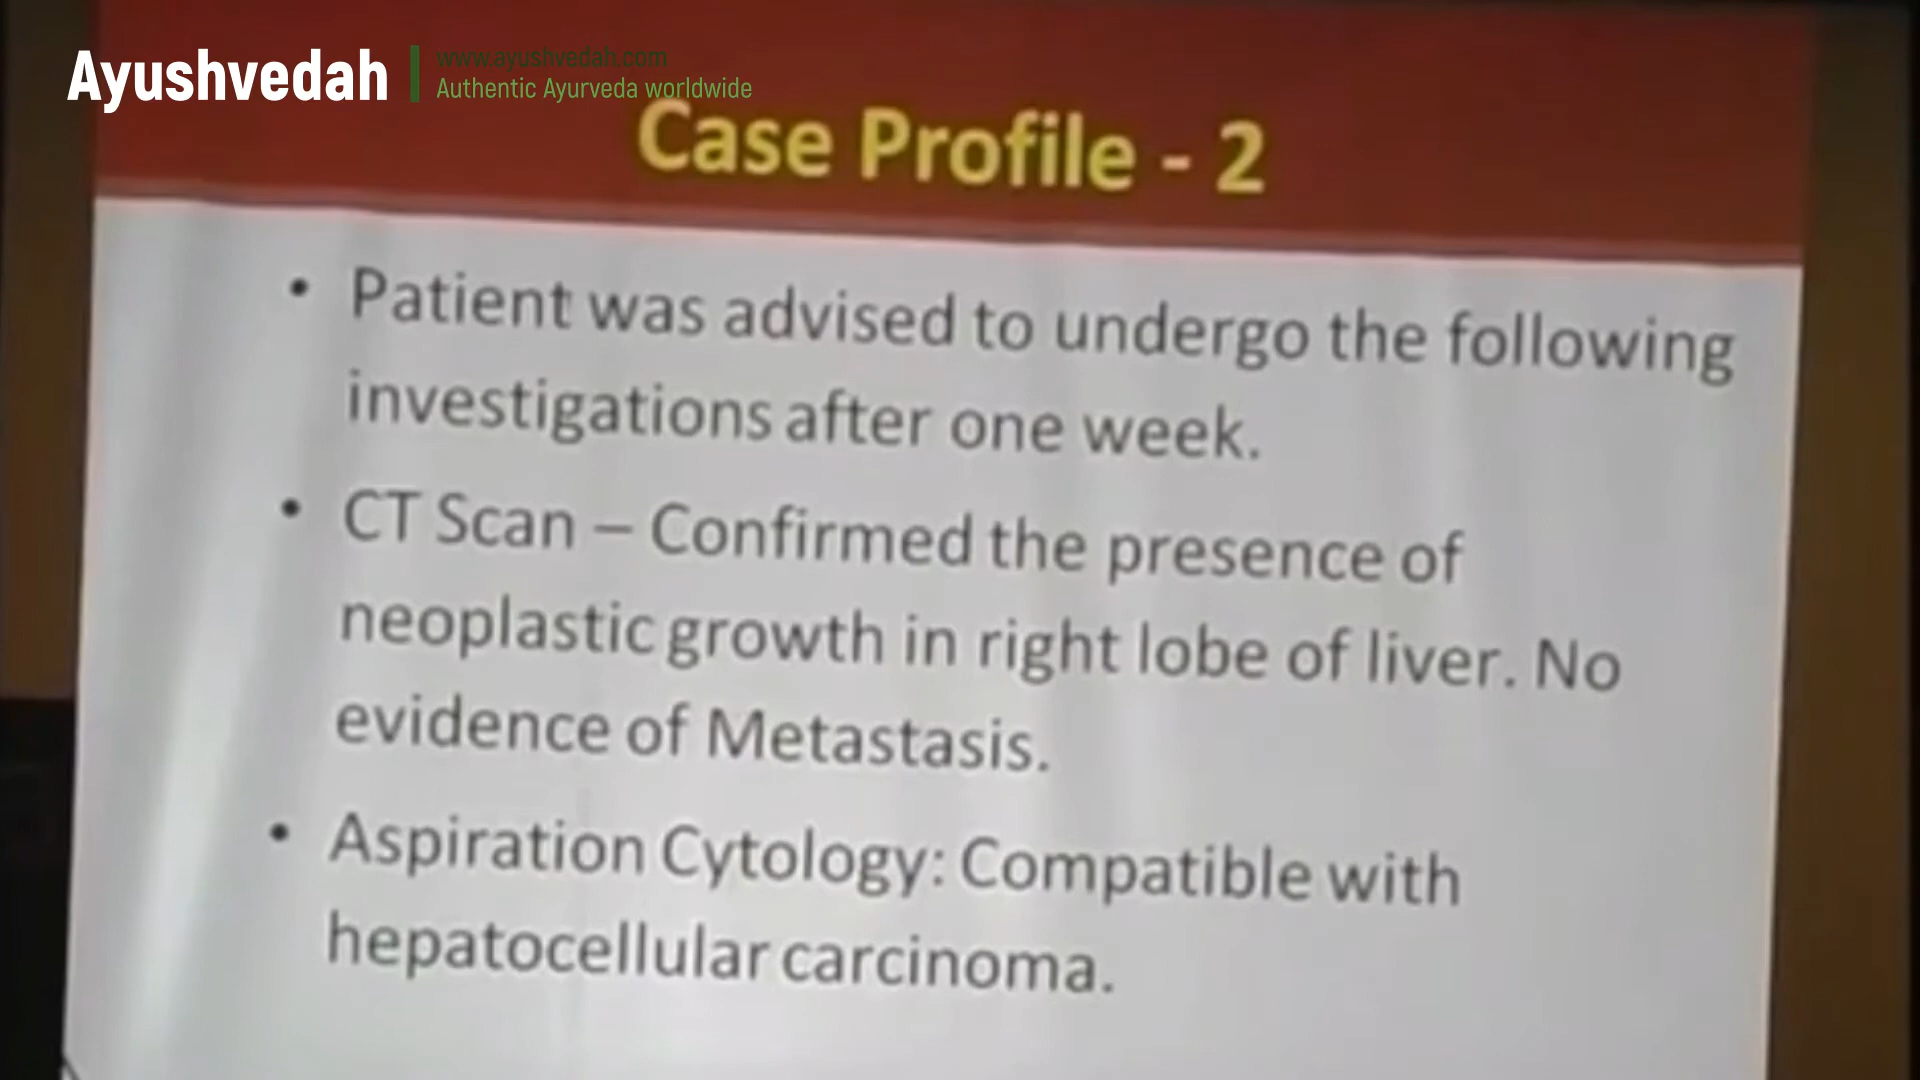 Ayushvedah
www.ayushvedah.com
Authentic Ayurveda worldwide
Case Profile - 2
• Patient was advised to undergo the following
investigations after one week.
• CT Scan – Confirmed the presence of
neoplastic growth in right lobe of liver. No
evidence of Metastasis.
• Aspiration Cytology: Compatible with
hepatocellular carcinoma.